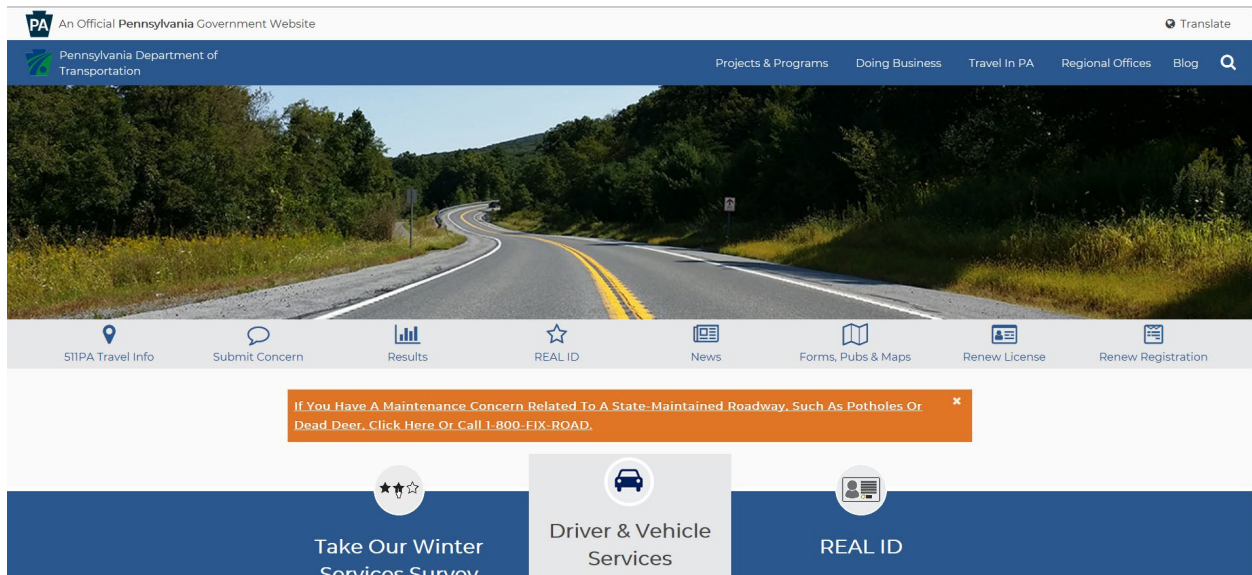 PA An Official Pennsylvania Government Website Translate
Pennsylvania Department of
Transportation
Projects & Programs Doing Business Travel In PA Regional Offices Blog
511PA Travel Info Submit Concern Results REAL ID News Forms, Pubs & Maps Renew License Renew Registration
If You Have A Maintenance Concern Related To A State-Maintained Roadway, Such As Potholes Or
Dead Deer, Click Here Or Call 1-800-FIX-ROAD.
Take Our Winter
Services Survey
Driver & Vehicle
Services
REAL ID